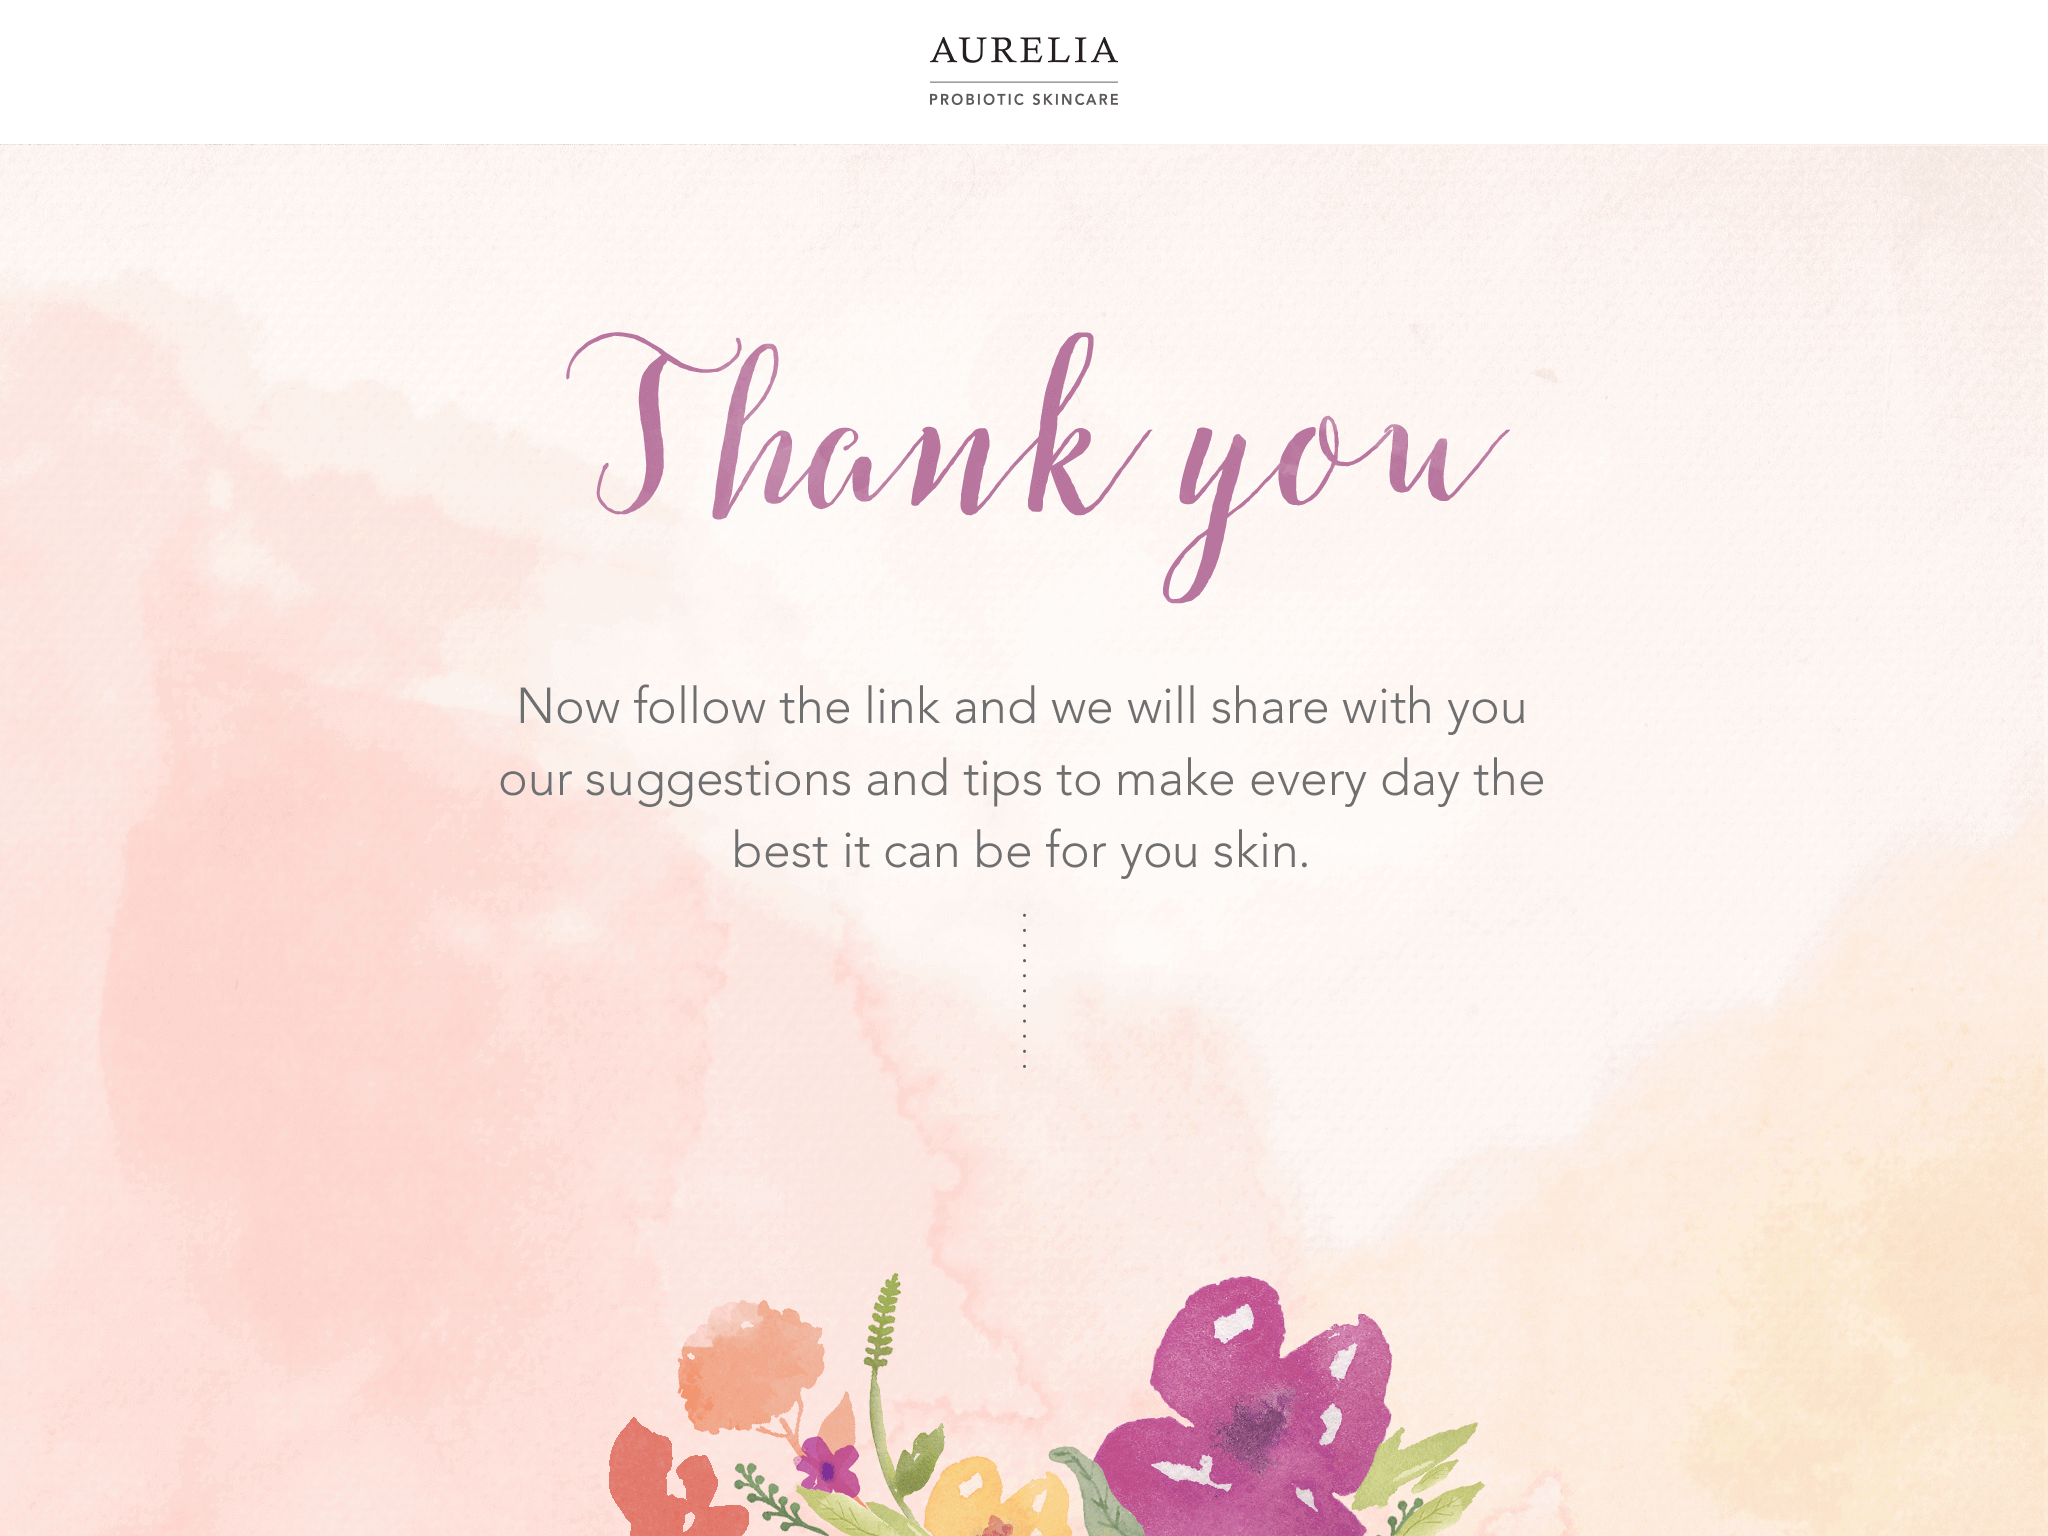 AURELIA
PROBIOTIC SKINCARE
Thank you
Now follow the link and we will share with you
our suggestions and tips to make every day the
best it can be for you skin.